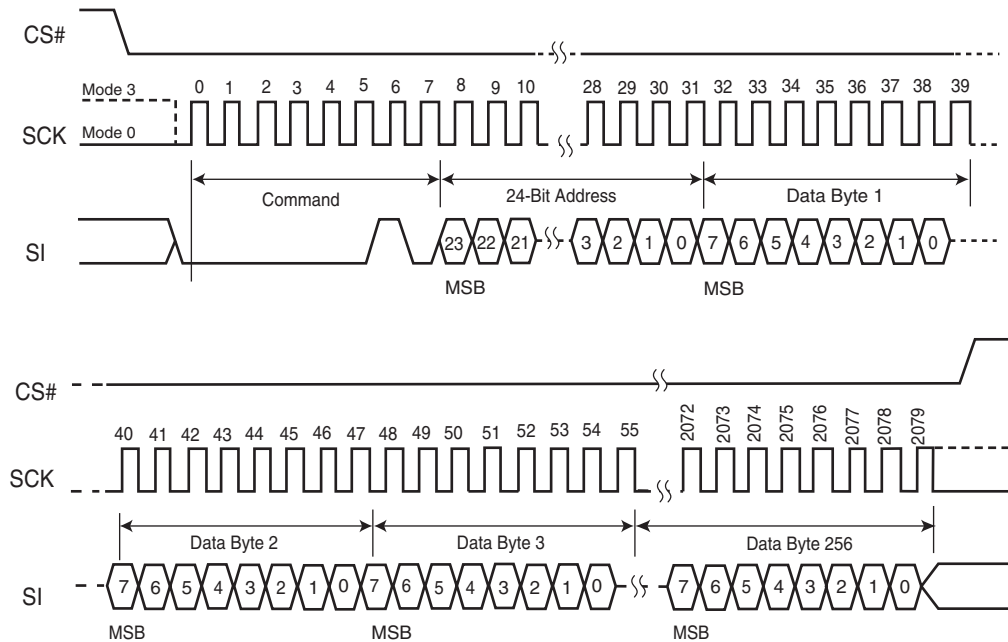 CS#
Mode 3
0 1 2 3 4 5 6 7 8 9 10 28 29 30 31 32 33 34 35 36 37 38 39
SCK
Mode 0
Command 24-Bit Address Data Byte 1
SI
23 22 21 3 2 1 0 7 6 5 4 3 2 1 0
MSB MSB
CS#
40 41 42 43 44 45 46 47 48 49 50 51 52 53 54 55 2072 2073 2074 2075 2076 2077 2078 2079
SCK
Data Byte 2 Data Byte 3 Data Byte 256
SI
7 6 5 4 3 2 1 0 7 6 5 4 3 2 1 0 7 6 5 4 3 2 1 0
MSB MSB MSB